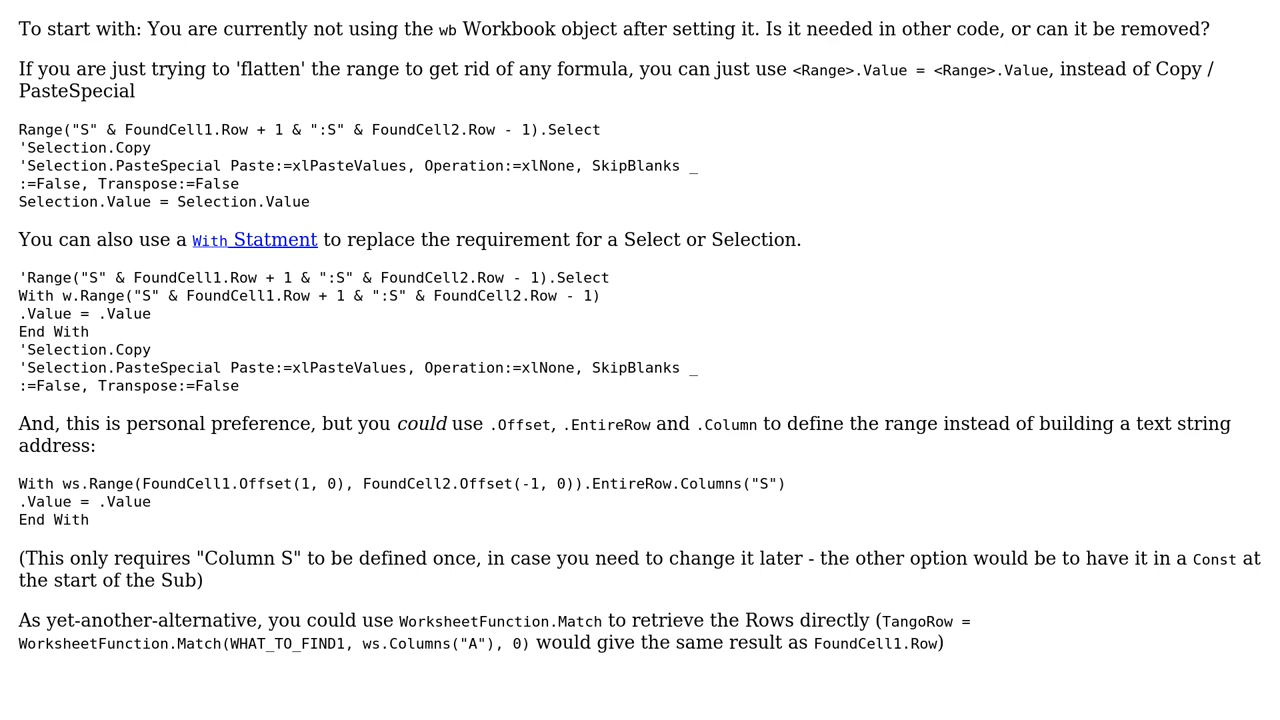 To start with: You are currently not using the wb Workbook object after setting it. Is it needed in other code, or can it be removed?
If you are just trying to 'flatten' the range to get rid of any formula, you can just use <Range>.Value = <Range>.Value, instead of Copy /
PasteSpecial
Range("S" & FoundCell1.Row + 1 & ":S" & FoundCell2.Row - 1).Select
'Selection.Copy
'Selection.PasteSpecial Paste:=xlPasteValues, Operation:=xlNone, SkipBlanks _
:=False, Transpose:=False
Selection.Value = Selection.Value
You can also use a With Statment to replace the requirement for a Select or Selection.
'Range("S" & FoundCell1.Row + 1 & ":S" & FoundCell2.Row - 1).Select
With w.Range("S" & FoundCell1.Row + 1 & ":S" & FoundCell2.Row - 1)
.Value = .Value
End With
'Selection.Copy
'Selection.PasteSpecial Paste:=xlPasteValues, Operation:=xlNone, SkipBlanks _
:=False, Transpose:=False
And, this is personal preference, but you could use .Offset, .EntireRow and .Column to define the range instead of building a text string
address:
With ws.Range(FoundCell1.Offset(1, 0), FoundCell2.Offset(-1, 0)).EntireRow.Columns("S")
.Value = .Value
End With
(This only requires "Column S" to be defined once, in case you need to change it later - the other option would be to have it in a Const at
the start of the Sub)
As yet-another-alternative, you could use WorksheetFunction.Match to retrieve the Rows directly (TangoRow =
WorksheetFunction.Match(WHAT_TO_FIND1, ws.Columns("A"), 0) would give the same result as FoundCell1.Row)